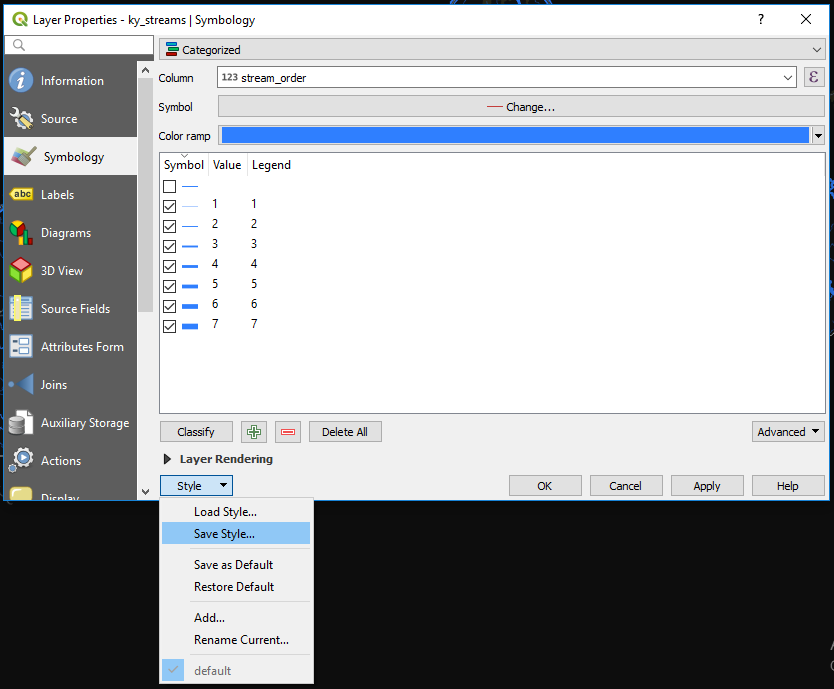 Layer Properties - ky_streams | Symbology
?
Categorized
Information
Source
Symbology
abc Labels
Diagrams
3D View
Source Fields
Attributes Form
Joins
Auxiliary Storage
Actions
Display
Column 123 stream_order ε
Symbol Change...
Color ramp
Symbol Value Legend
1 1
2 2
3 3
4 4
5 5
6 6
7 7
Classify Delete All Advanced
Layer Rendering
Style OK Cancel Apply Help
Load Style...
Save Style...
Save as Default
Restore Default
Add...
Rename Current...
default